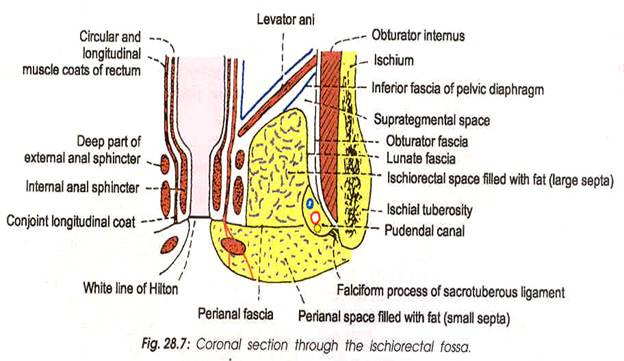 Levator ani
Circular and
longitudinal
muscle coats of rectum
Deep part of
external anal sphincter
Internal anal sphincter
Conjoint longitudinal coat
White line of Hilton
Perianal fascia
Obturator internus
Ischium
Inferior fascia of pelvic diaphragm
Suprategmental space
Obturator fascia
Lunate fascia
Ischiorectal space filled with fat (large septa)
Ischial tuberosity
Pudendal canal
Falciform process of sacrotuberous ligament
Perianal space filled with fat (small septa)
Fig. 28.7: Coronal section through the ischiorectal fossa.